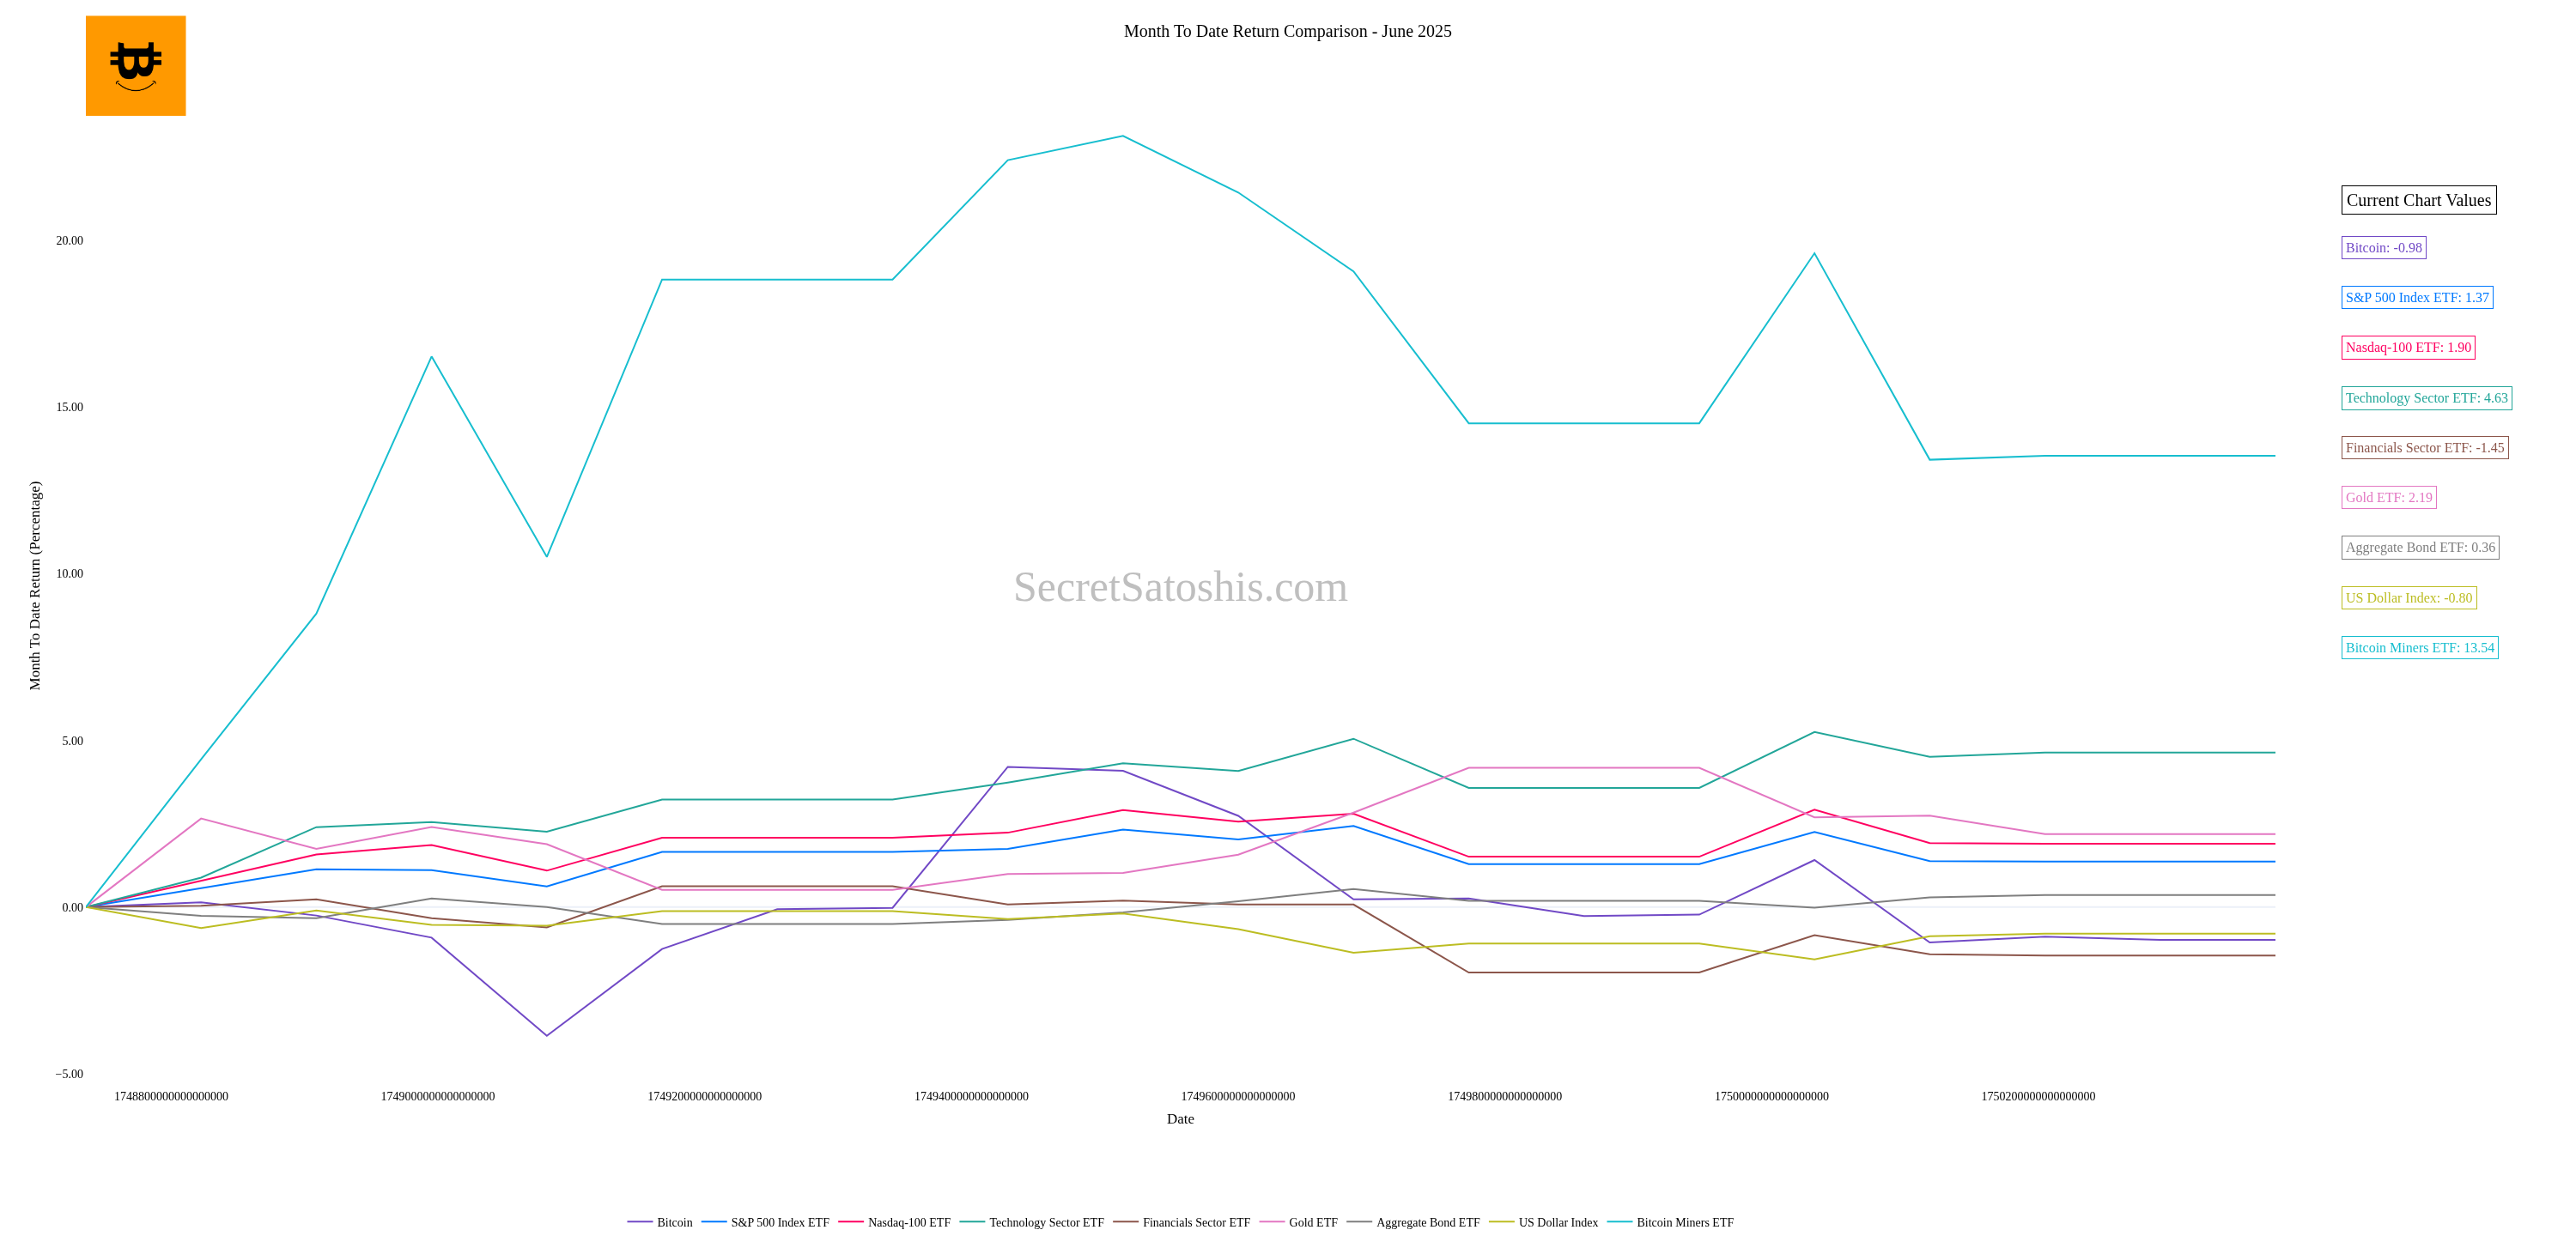 Month To Date Return Comparison - June 2025
Current Chart Values
Bitcoin: -0.98
S&P 500 Index ETF: 1.37
Nasdaq-100 ETF: 1.90
Technology Sector ETF: 4.63
Financials Sector ETF: -1.45
Gold ETF: 2.19
Aggregate Bond ETF: 0.36
US Dollar Index: -0.80
Bitcoin Miners ETF: 13.54
Month To Date Return (Percentage)
20.00
15.00
10.00
5.00
0.00
−5.00
SecretSatoshis.com
1748800000000000000 1749000000000000000 1749200000000000000 1749400000000000000 1749600000000000000 1749800000000000000 1750000000000000000 1750200000000000000
Date
Bitcoin S&P 500 Index ETF Nasdaq-100 ETF Technology Sector ETF Financials Sector ETF Gold ETF Aggregate Bond ETF US Dollar Index Bitcoin Miners ETF